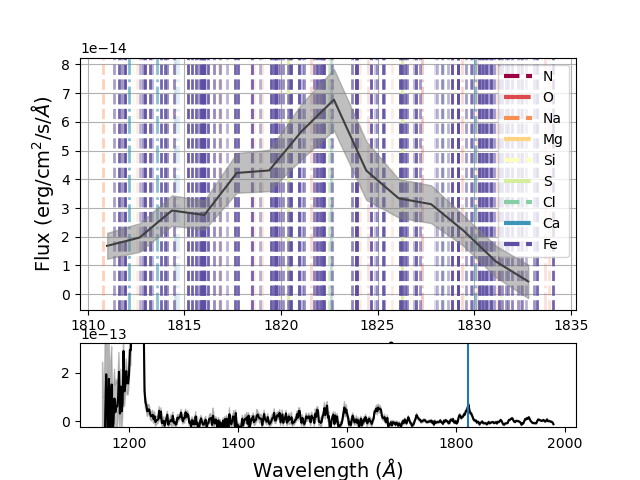 1e−14
8
7
6
5
4
3
2
1
0
Flux (erg/cm²/s/Å)
N
O
Na
Mg
Si
S
Cl
Ca
Fe
1810 1815 1820 1825 1830 1835
1e−13
2
0
1200 1400 1600 1800 2000
Wavelength (Å)